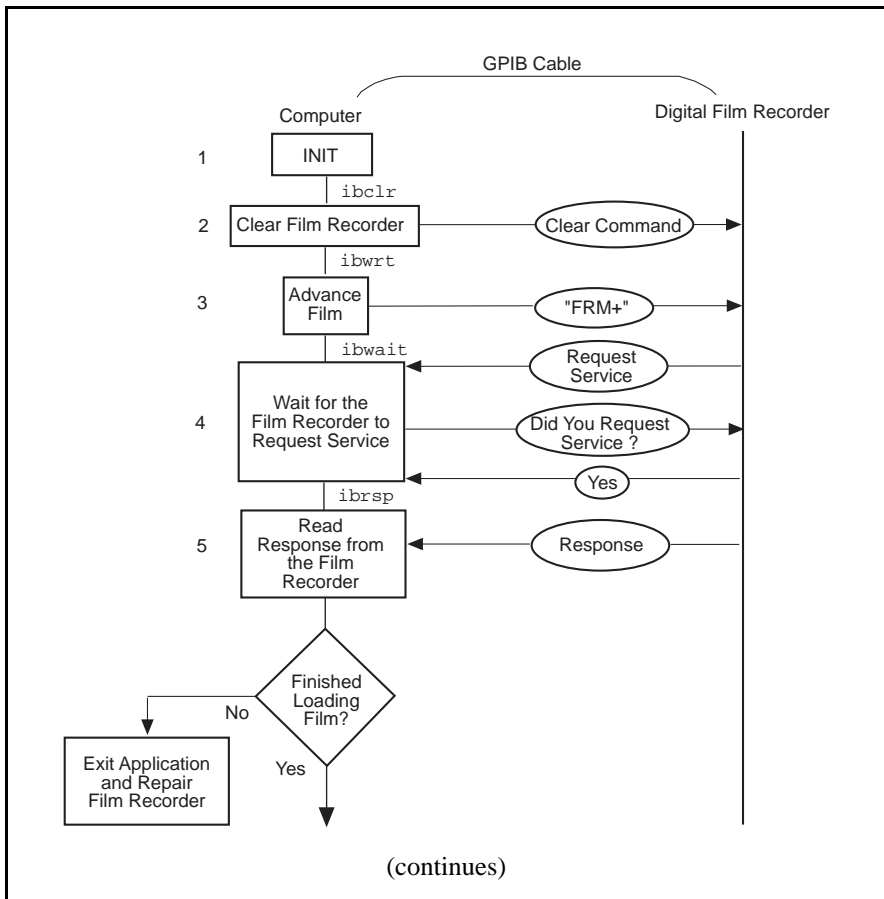 GPIB Cable
Computer
Digital Film Recorder
1
INIT
ibclr
2
Clear Film Recorder
Clear Command
ibwrt
3
Advance
Film
"FRM+"
ibwait
Request
Service
4
Wait for the
Film Recorder to
Request Service
Did You Request
Service ?
Yes
ibrsp
5
Read
Response from
the Film
Recorder
Response
Finished
Loading
Film?
No
Yes
Exit Application
and Repair
Film Recorder
(continues)